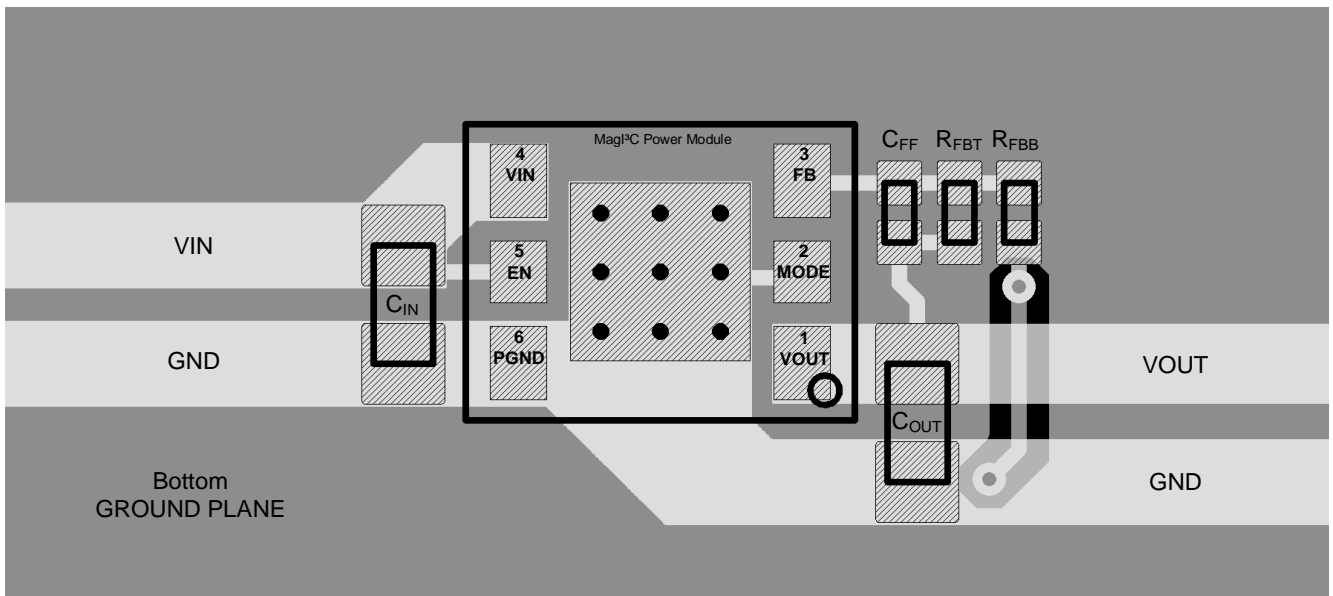 MagI³C Power Module
C_FF R_FBT R_FBB
4
VIN
3
FB
VIN
5
EN
2
MODE
C_IN
6
PGND
1
VOUT
GND
VOUT
C_OUT
GND
Bottom
GROUND PLANE